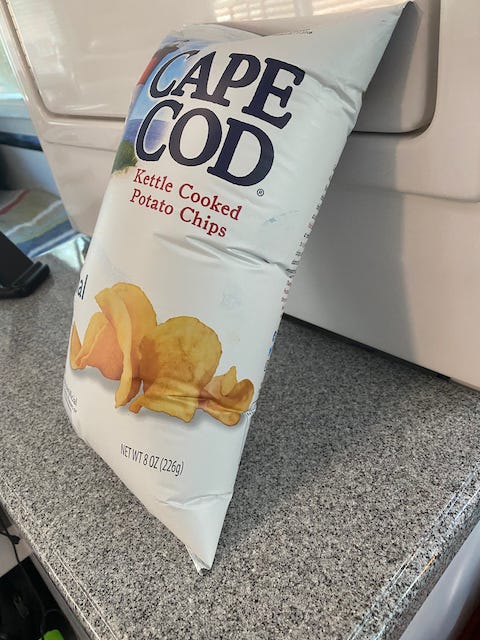 CAPE
COD®
Kettle Cooked
Potato Chips
al
NET WT 8 OZ (226g)